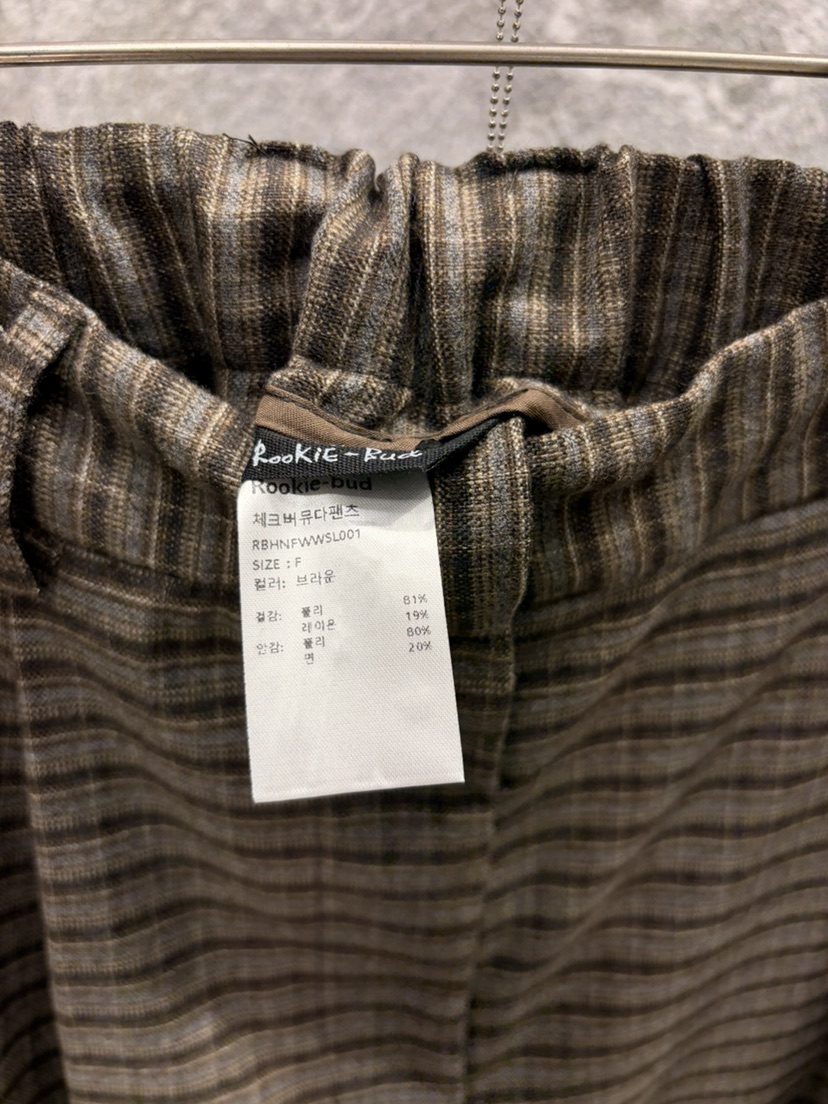 ROOKIE-Bud
Rookie-bud
체크버뮤다팬츠
RBHNFWWSL001
SIZE : F
컬러: 브라운
겉감: 폴리 81%
레이온 19%
안감: 폴리 80%
면 20%